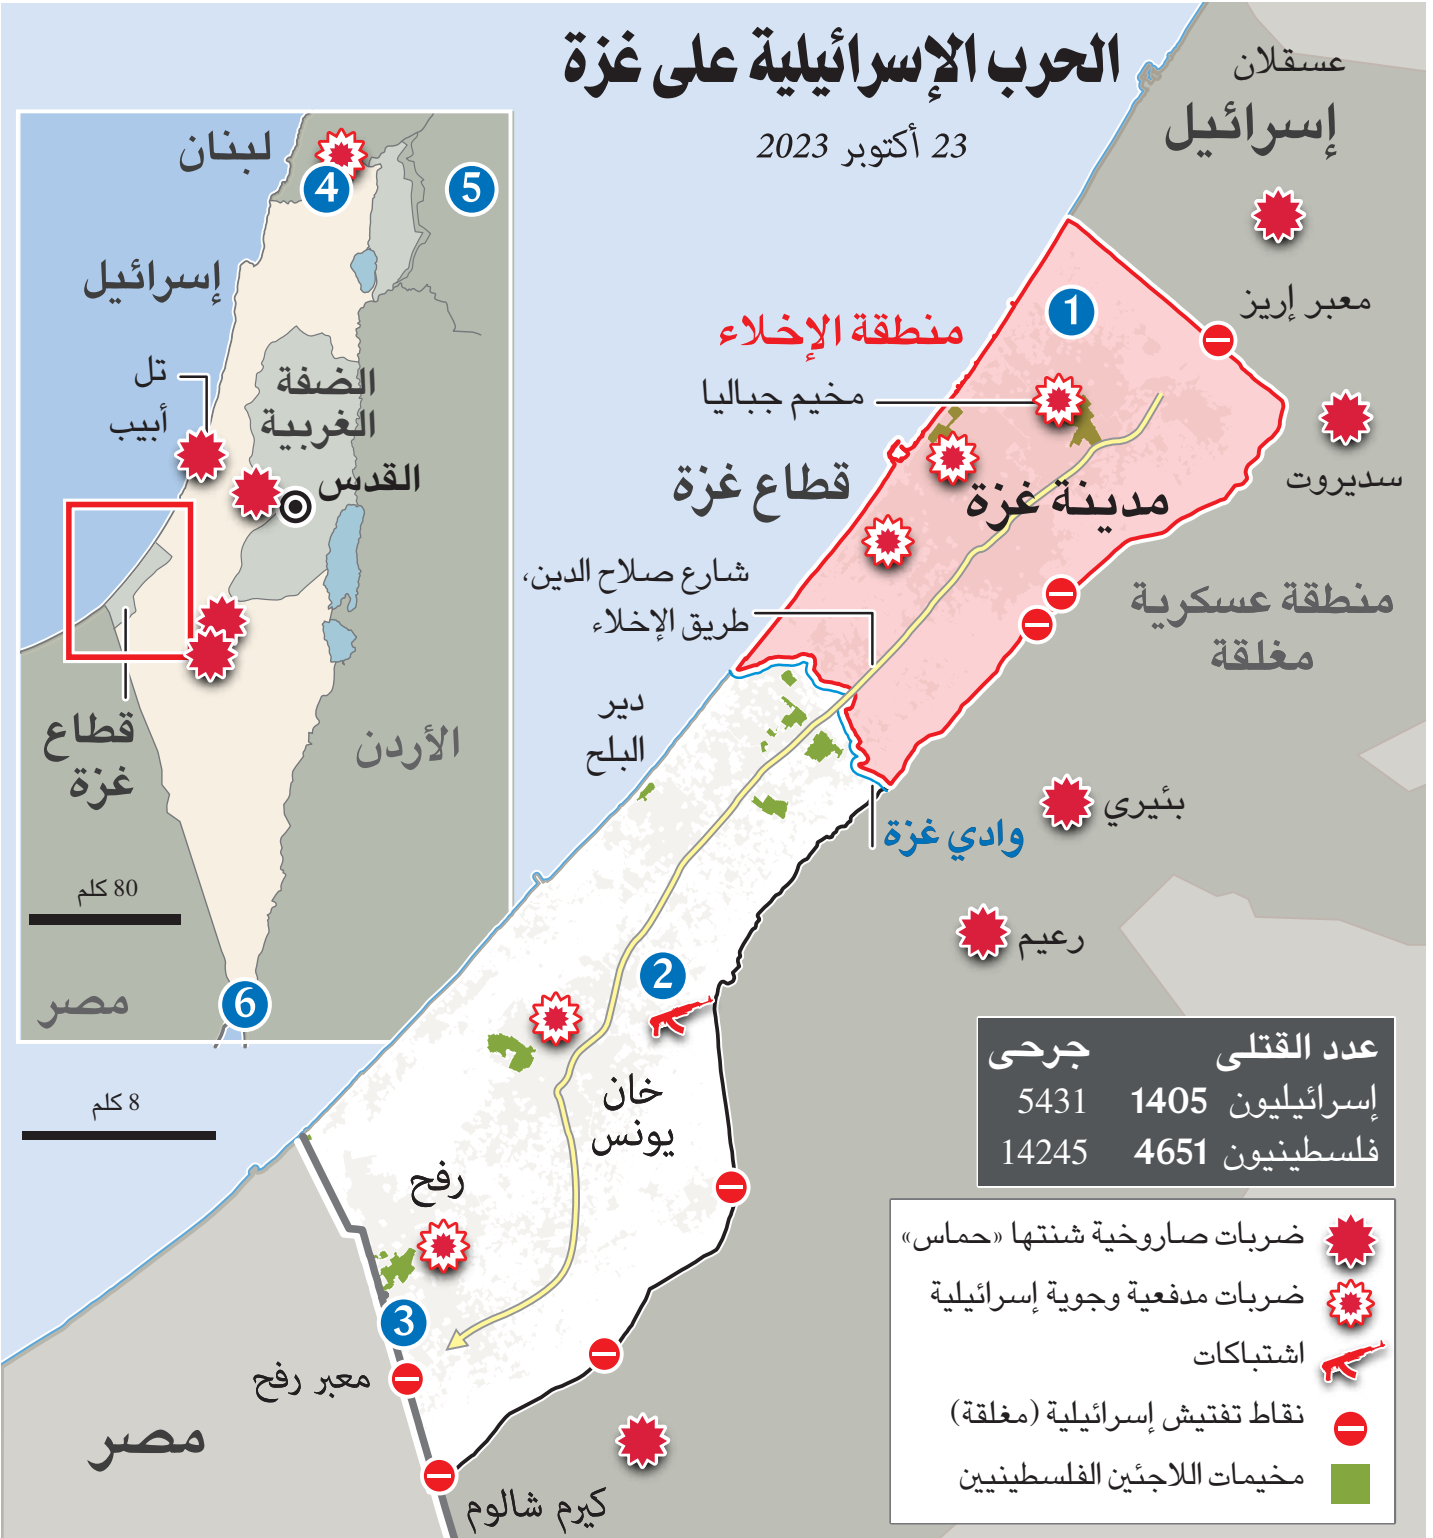 الحرب الإسرائيلية على غزة
23 أكتوبر 2023
عسقلان
إسرائيل
معبر إريز
سديروت
منطقة عسكرية
مغلقة
1
منطقة الإخلاء
مخيم جباليا
قطاع غزة
مدينة غزة
شارع صلاح الدين،
طريق الإخلاء
دير
البلح
وادي غزة
بئيري
رعيم
2
خان
يونس
رفح
3
معبر رفح
مصر
كيرم شالوم
لبنان
4
5
إسرائيل
تل
أبيب
الضفة
الغربية
القدس
قطاع
غزة
الأردن
80 كلم
مصر
6
8 كلم
عدد القتلى جرحى
إسرائيليون 1405 5431
فلسطينيون 4651 14245
ضربات صاروخية شنتها «حماس»
ضربات مدفعية وجوية إسرائيلية
اشتباكات
نقاط تفتيش إسرائيلية (مغلقة)
مخيمات اللاجئين الفلسطينيين